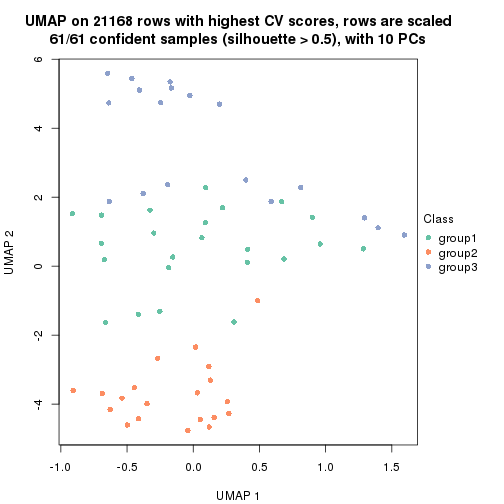 UMAP on 21168 rows with highest CV scores, rows are scaled
61/61 confident samples (silhouette > 0.5), with 10 PCs
6
4
2
0
-2
-4
UMAP 2
-1.0 -0.5 0.0 0.5 1.0 1.5
UMAP 1
Class
group1
group2
group3